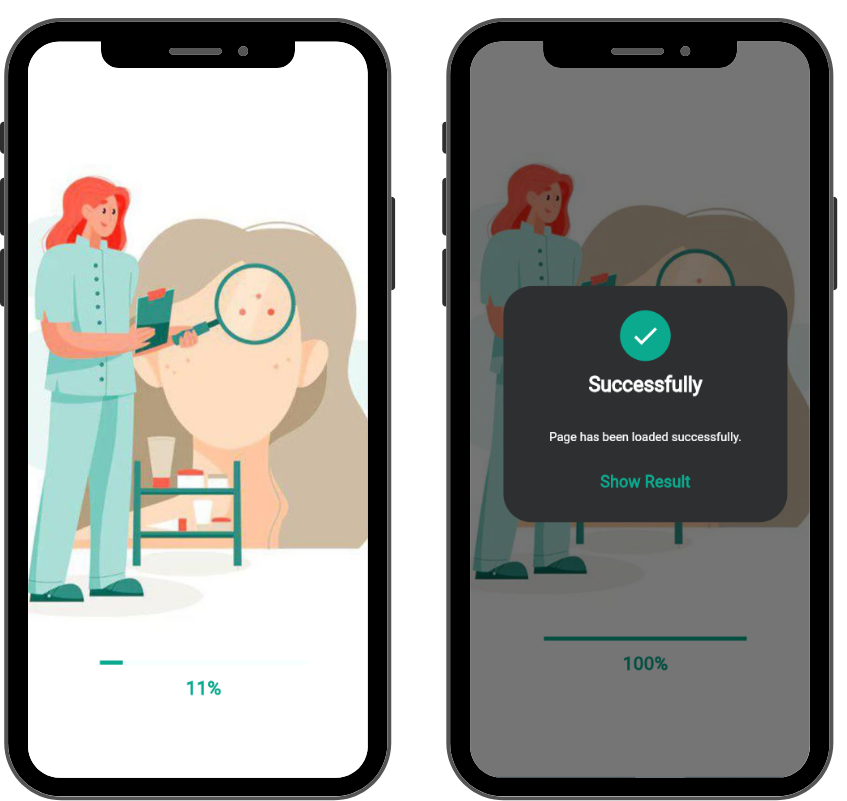 11%
Successfully
Page has been loaded successfully.
Show Result
100%